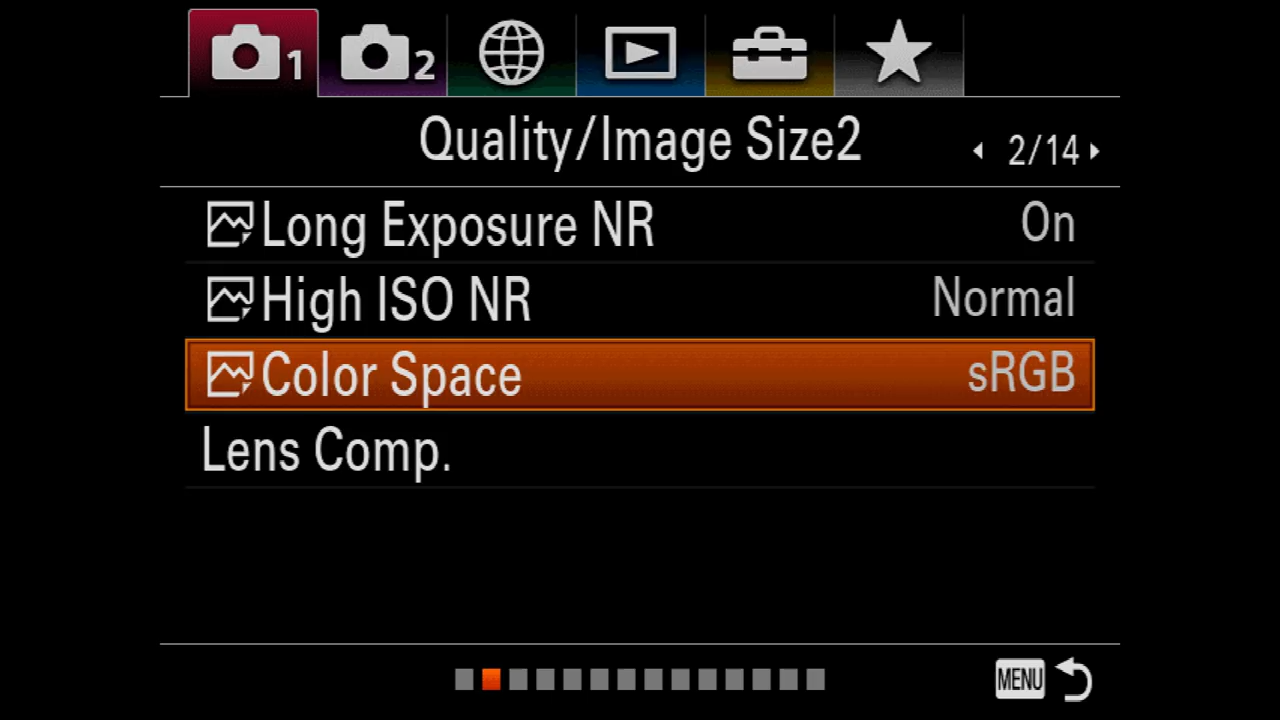 1 2
Quality/Image Size2 2/14
Long Exposure NR On
High ISO NR Normal
Color Space sRGB
Lens Comp.
MENU